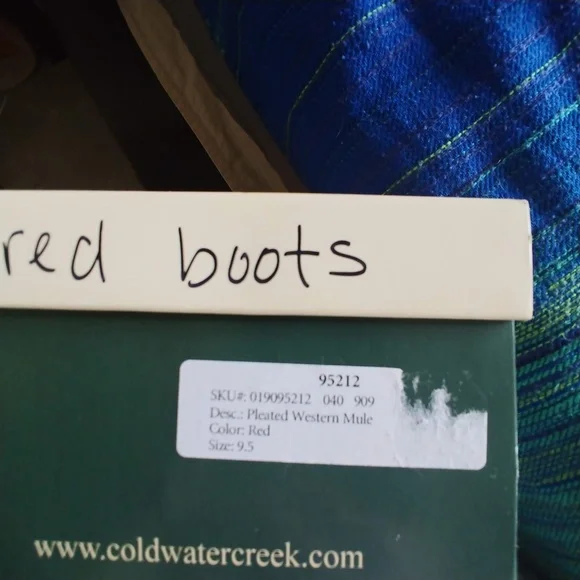 red boots
95212
SKU#: 019095212 040 909
Desc.: Pleated Western Mule
Color: Red
Size: 9.5
www.coldwatercreek.com